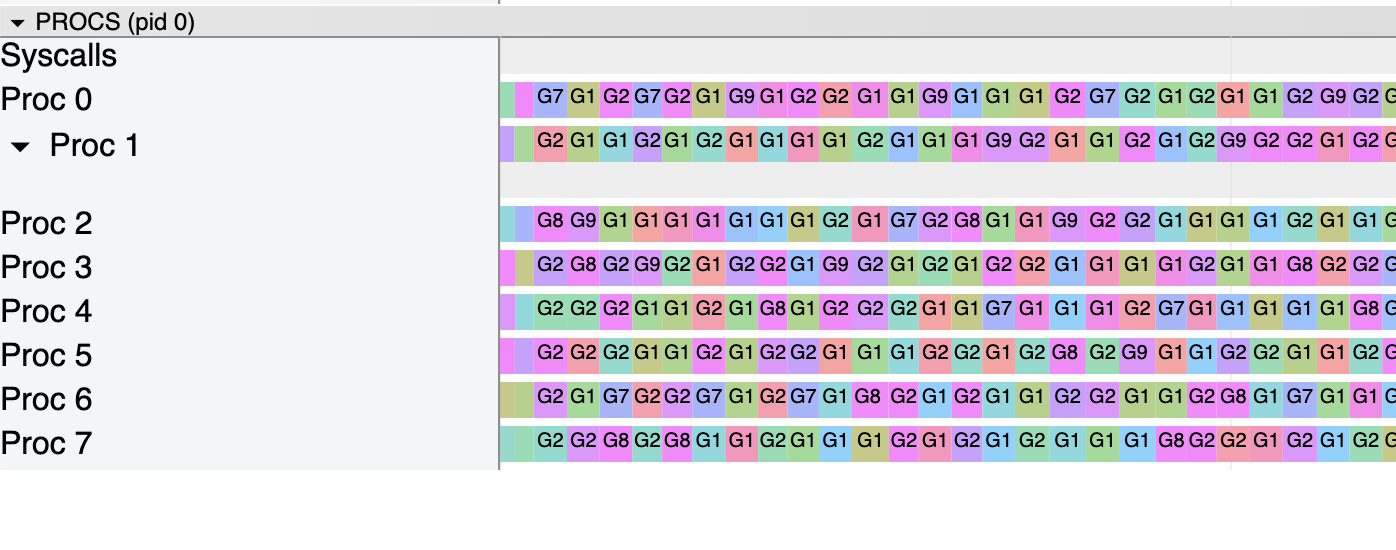 PROCS (pid 0)
Syscalls
Proc 0 G7 G1 G2 G7 G2 G1 G9 G1 G2 G2 G1 G1 G9 G1 G1 G1 G2 G7 G2 G1 G2 G1 G1 G2 G9 G2 G
Proc 1 G2 G1 G1 G2 G1 G2 G1 G1 G1 G1 G2 G1 G1 G1 G9 G2 G1 G1 G2 G1 G2 G9 G2 G2 G1 G2 G
Proc 2 G8 G9 G1 G1 G1 G1 G1 G1 G1 G2 G1 G7 G2 G8 G1 G1 G9 G2 G2 G1 G1 G1 G1 G2 G1 G1 G
Proc 3 G2 G8 G2 G9 G2 G1 G2 G2 G1 G9 G2 G1 G2 G1 G2 G2 G1 G1 G1 G1 G2 G1 G1 G8 G2 G2 G
Proc 4 G2 G2 G2 G1 G1 G2 G1 G8 G1 G2 G2 G2 G1 G1 G7 G1 G1 G1 G2 G7 G1 G1 G1 G1 G1 G8 G
Proc 5 G2 G2 G2 G1 G1 G2 G1 G2 G2 G1 G1 G1 G2 G2 G1 G2 G8 G2 G9 G1 G1 G2 G2 G1 G1 G2 G
Proc 6 G2 G1 G7 G2 G2 G7 G1 G2 G7 G1 G8 G2 G1 G2 G1 G1 G2 G2 G1 G1 G2 G8 G1 G7 G1 G1 G
Proc 7 G2 G2 G8 G2 G8 G1 G1 G2 G1 G1 G1 G2 G1 G2 G1 G2 G1 G1 G1 G8 G2 G2 G1 G2 G1 G2 G